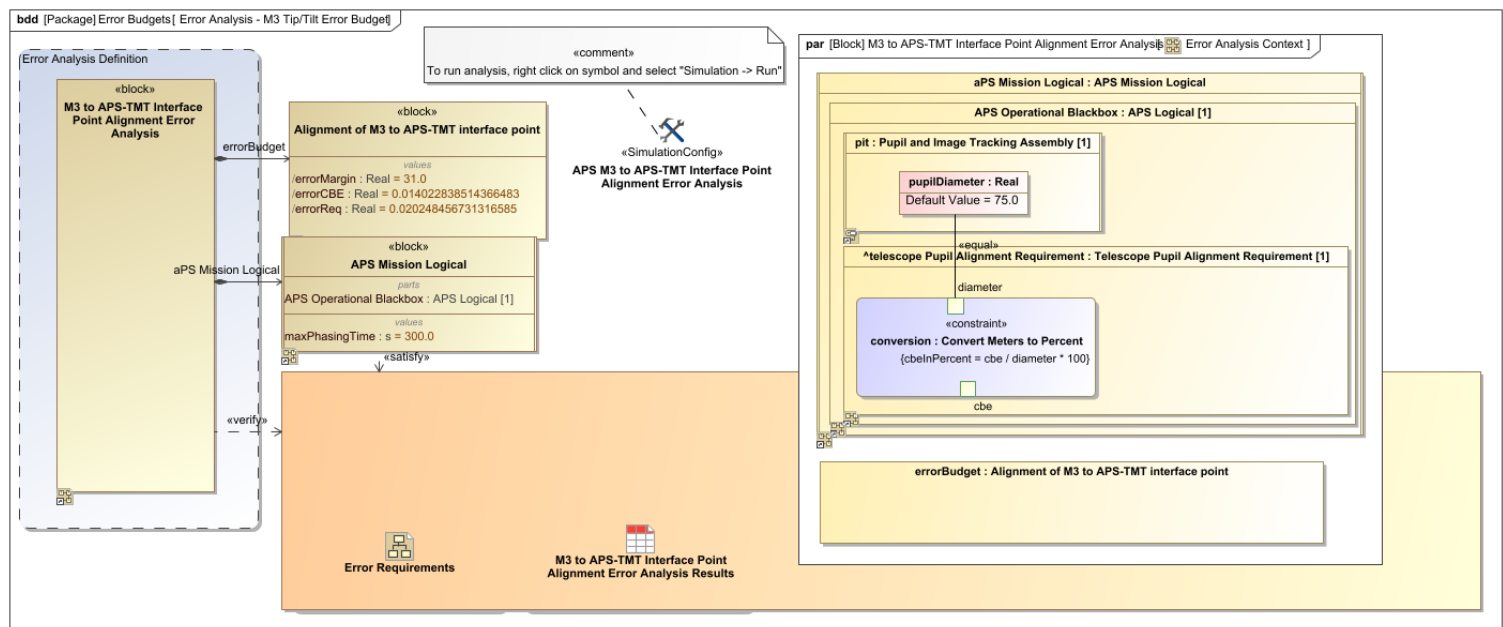 bdd [Package] Error Budgets[ Error Analysis - M3 Tip/Tilt Error Budget]
Error Analysis Definition
«block»
M3 to APS-TMT Interface
Point Alignment Error
Analysis
errorBudget
aPS Mission Logical
«verify»
«block»
Alignment of M3 to APS-TMT interface point
values
/errorMargin : Real = 31.0
/errorCBE : Real = 0.014022838514366483
/errorReq : Real = 0.020248456731316585
«block»
APS Mission Logical
parts
APS Operational Blackbox : APS Logical [1]
values
maxPhasingTime : s = 300.0
«satisfy»
«comment»
To run analysis, right click on symbol and select "Simulation -> Run"
«SimulationConfig»
APS M3 to APS-TMT Interface Point
Alignment Error Analysis
Error Requirements
M3 to APS-TMT Interface Point
Alignment Error Analysis Results
par [Block] M3 to APS-TMT Interface Point Alignment Error Analysis[ Error Analysis Context ]
aPS Mission Logical : APS Mission Logical
APS Operational Blackbox : APS Logical [1]
pit : Pupil and Image Tracking Assembly [1]
pupilDiameter : Real
Default Value = 75.0
«equal»
^telescope Pupil Alignment Requirement : Telescope Pupil Alignment Requirement [1]
diameter
«constraint»
conversion : Convert Meters to Percent
{cbeInPercent = cbe / diameter * 100}
cbe
errorBudget : Alignment of M3 to APS-TMT interface point